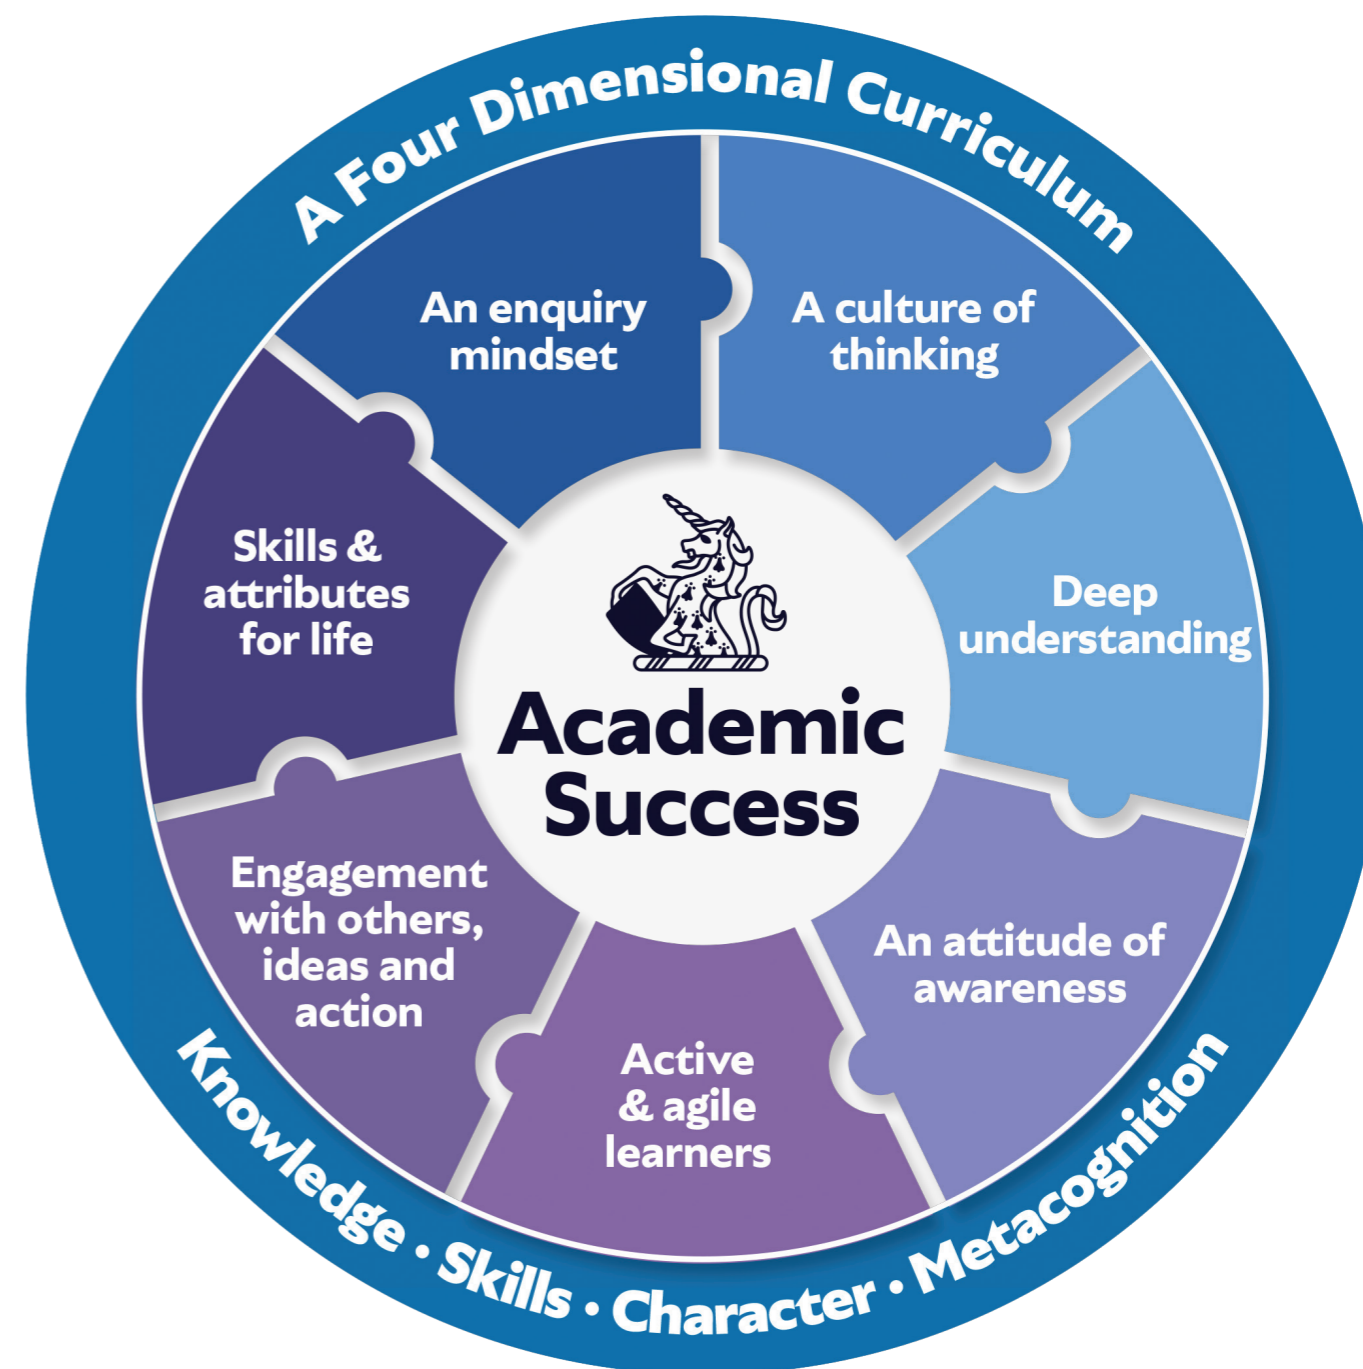 A Four Dimensional Curriculum
An enquiry
mindset
A culture of
thinking
Deep
understanding
An attitude of
awareness
Active
& agile
learners
Engagement
with others,
ideas and
action
Skills &
attributes
for life
Academic
Success
Knowledge • Skills • Character • Metacognition